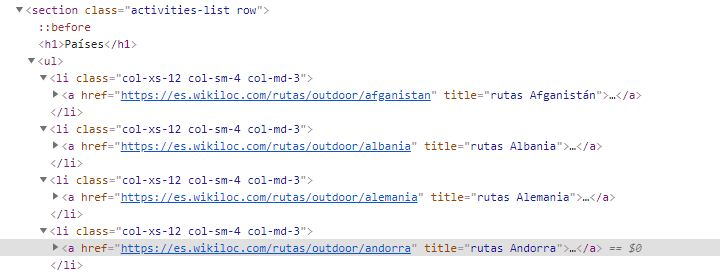 ▼<section class="activities-list row">
::before
<h1>Países</h1>
▼<ul>
▼<li class="col-xs-12 col-sm-4 col-md-3">
▶<a href="https://es.wikiloc.com/rutas/outdoor/afganistan" title="rutas Afganistán">…</a>
</li>
▼<li class="col-xs-12 col-sm-4 col-md-3">
▶<a href="https://es.wikiloc.com/rutas/outdoor/albania" title="rutas Albania">…</a>
</li>
▼<li class="col-xs-12 col-sm-4 col-md-3">
▶<a href="https://es.wikiloc.com/rutas/outdoor/alemania" title="rutas Alemania">…</a>
</li>
▼<li class="col-xs-12 col-sm-4 col-md-3">
▶<a href="https://es.wikiloc.com/rutas/outdoor/andorra" title="rutas Andorra">…</a> == $0
</li>